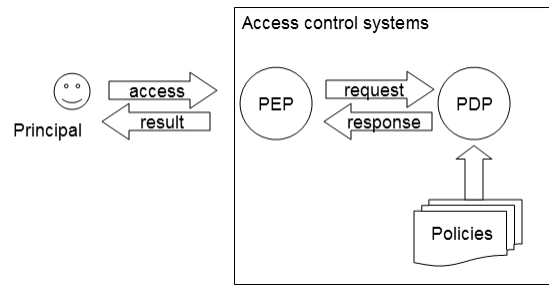 Access control systems
access
request
PEP
PDP
Principal
result
response
Policies